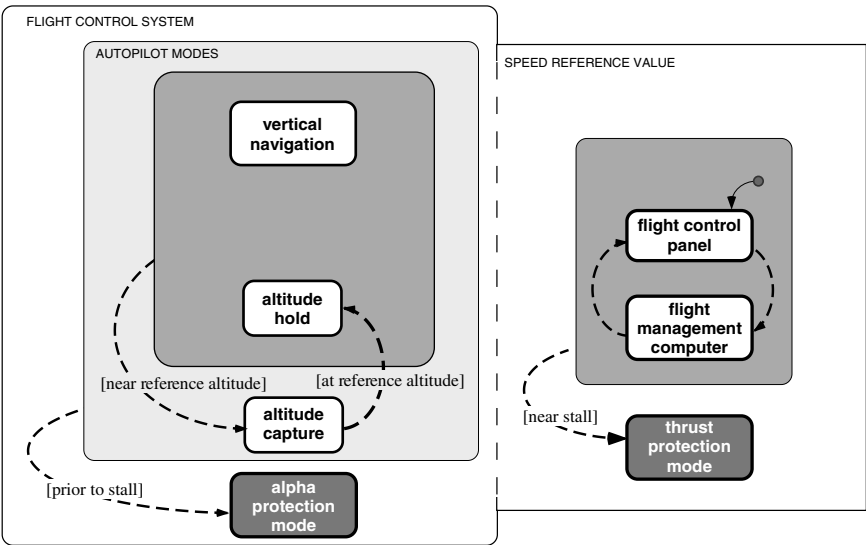 FLIGHT CONTROL SYSTEM
AUTOPILOT MODES
vertical
navigation
altitude
hold
[near reference altitude]
[at reference altitude]
altitude
capture
[prior to stall]
alpha
protection
mode
SPEED REFERENCE VALUE
flight control
panel
flight
management
computer
[near stall]
thrust
protection
mode